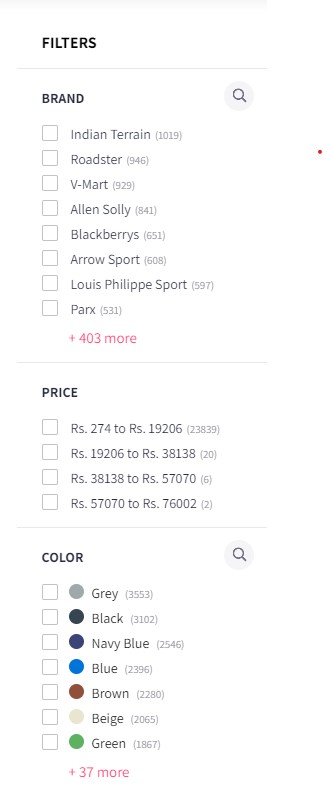 FILTERS
BRAND
Indian Terrain (1019)
Roadster (946)
V-Mart (929)
Allen Solly (841)
Blackberrys (651)
Arrow Sport (608)
Louis Philippe Sport (597)
Parx (531)
+ 403 more
PRICE
Rs. 274 to Rs. 19206 (23839)
Rs. 19206 to Rs. 38138 (20)
Rs. 38138 to Rs. 57070 (6)
Rs. 57070 to Rs. 76002 (2)
COLOR
Grey (3553)
Black (3102)
Navy Blue (2546)
Blue (2396)
Brown (2280)
Beige (2065)
Green (1867)
+ 37 more